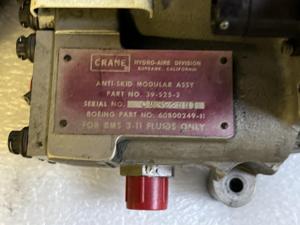 CRANE HYDRO-AIRE DIVISION
BURBANK, CALIFORNIA
ANTI-SKID MODULAR ASSY
PART NO. 39-525-2
SERIAL NO.
BOEING PART NO. 60B00249-11
FOR BMS 3-11 FLUIDS ONLY